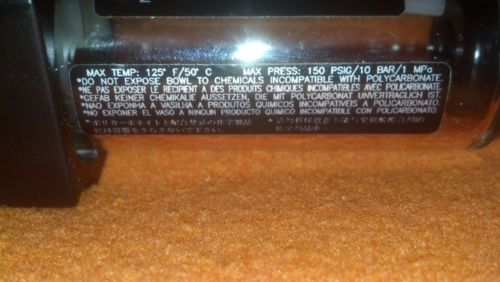 MAX TEMP: 125° F/50° C MAX PRESS: 150 PSIG/10 BAR/1 MPa
*DO NOT EXPOSE BOWL TO CHEMICALS INCOMPATIBLE WITH POLYCARBONATE.
*NE PAS EXPOSER LE RECIPIENT A DES PRODUITS CHIMIQUES INCOMPATIBLES AVEC POLICARBONATE.
*GEFAB KEINER CHEMIKALIE AUSSETZEN, DIE MIT POLYCARBONAT UNVERTRAGLICH IST.
*NAO EXPONHA A VASILHA A PRODUTOS QUIMICOS INCOMPATIVEIS A POLICARBONATO.
*NO EXPONER EL VASO A NINGUN PRODUCTO QUIMICO INCOMPATIBLE CON POLICARBONATO.